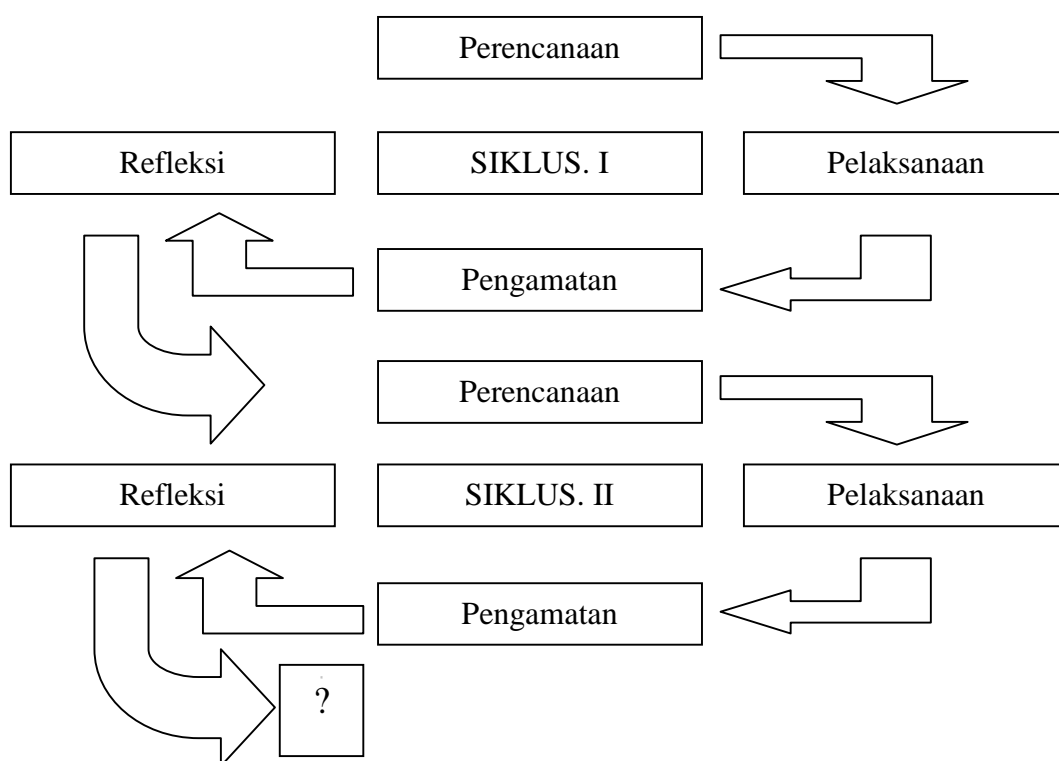 Perencanaan
Refleksi
SIKLUS. I
Pelaksanaan
Pengamatan
Perencanaan
Refleksi
SIKLUS. II
Pelaksanaan
Pengamatan
?